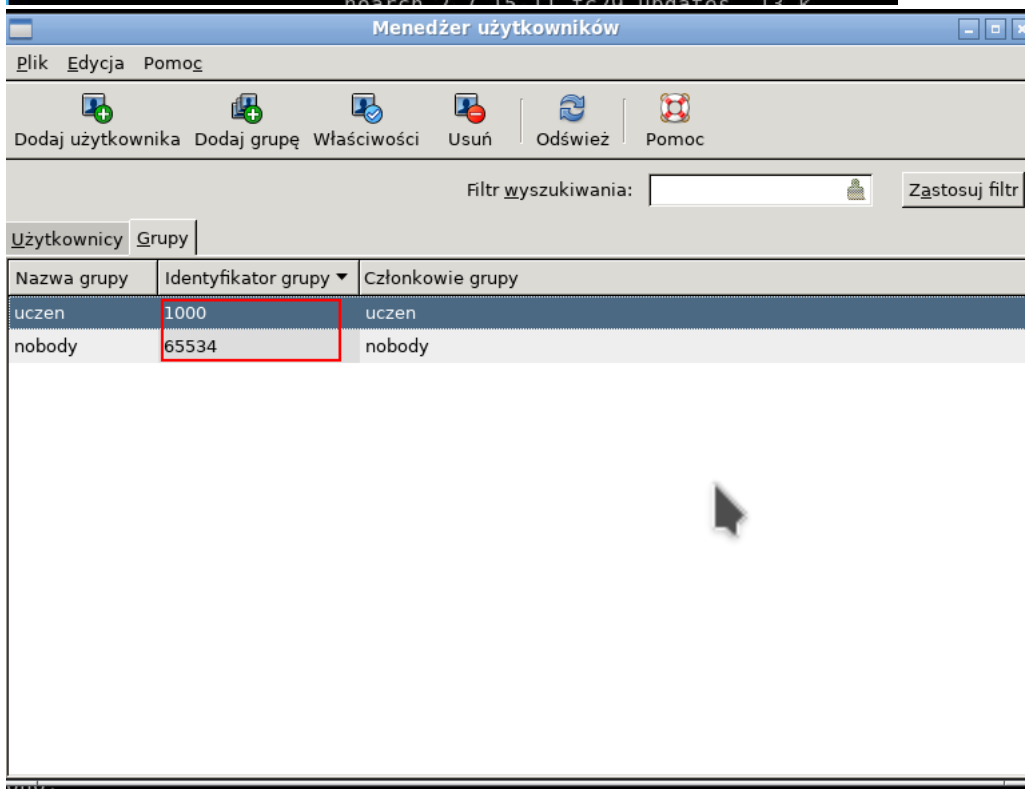 Menedżer użytkowników
Plik Edycja Pomoc
Dodaj użytkownika Dodaj grupę Właściwości Usuń Odśwież Pomoc
Filtr wyszukiwania: Zastosuj filtr
Użytkownicy Grupy
Nazwa grupy Identyfikator grupy Członkowie grupy
uczen 1000 uczen
nobody 65534 nobody